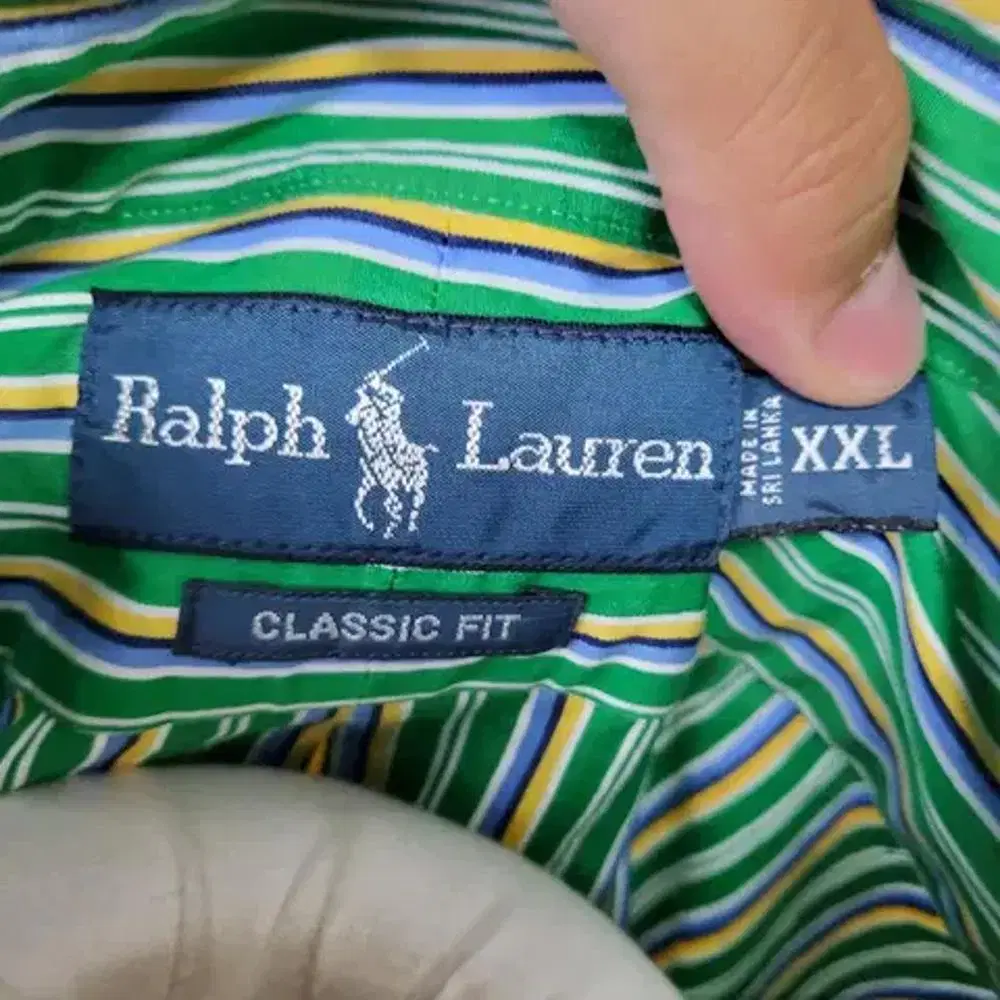 Ralph Lauren
MADE IN
SRI LANKA
XXL
CLASSIC FIT